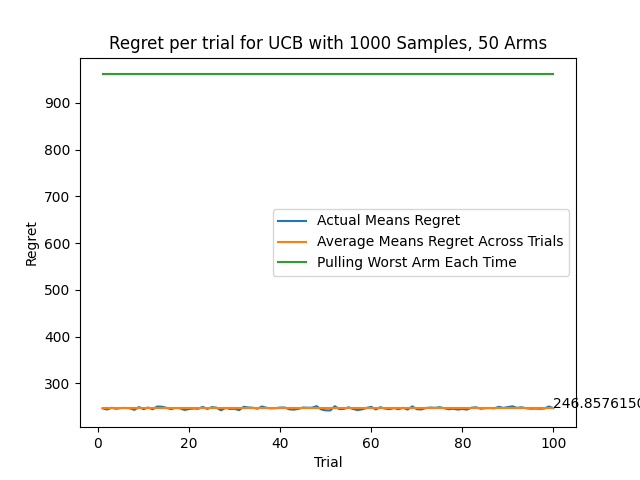 Regret per trial for UCB with 1000 Samples, 50 Arms
Regret
900
800
700
600
500
400
300
Actual Means Regret
Average Means Regret Across Trials
Pulling Worst Arm Each Time
246.8576150
0
20
40
60
80
100
Trial